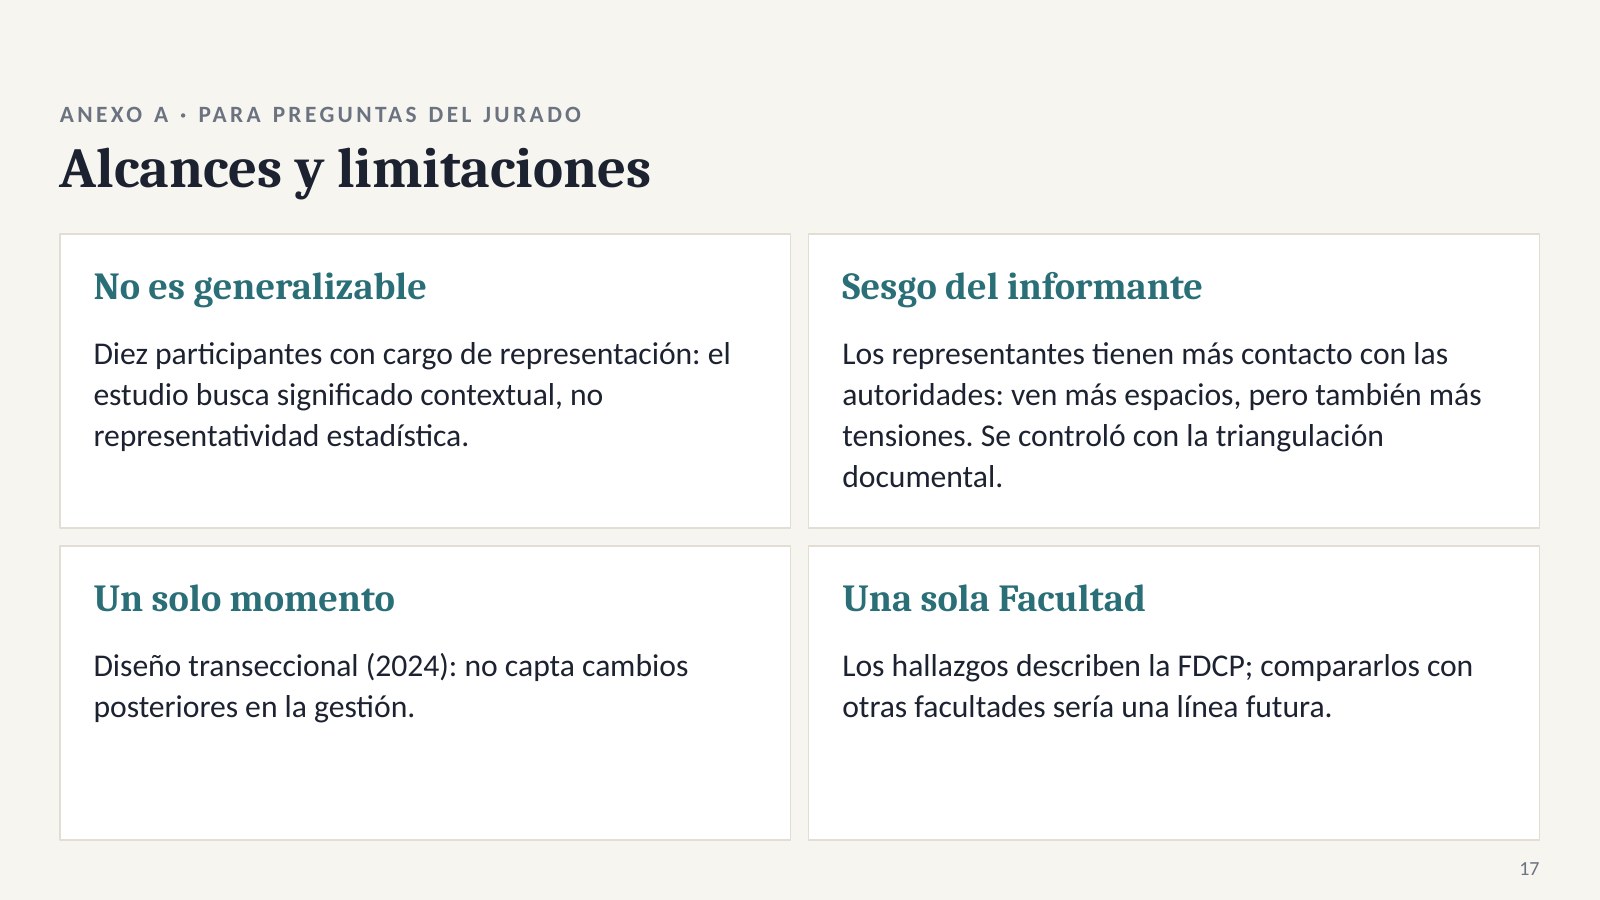 ANEXO A · PARA PREGUNTAS DEL JURADO
Alcances y limitaciones
No es generalizable
Diez participantes con cargo de representación: el
estudio busca significado contextual, no
representatividad estadística.
Sesgo del informante
Los representantes tienen más contacto con las
autoridades: ven más espacios, pero también más
tensiones. Se controló con la triangulación
documental.
Un solo momento
Diseño transeccional (2024): no capta cambios
posteriores en la gestión.
Una sola Facultad
Los hallazgos describen la FDCP; compararlos con
otras facultades sería una línea futura.
17